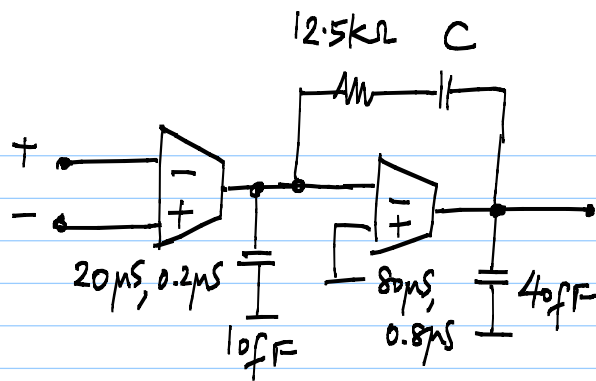 12.5kΩ C
+
-
-
+
-
+
20µS, 0.2µS
10fF
80µS,
0.8µS
40fF